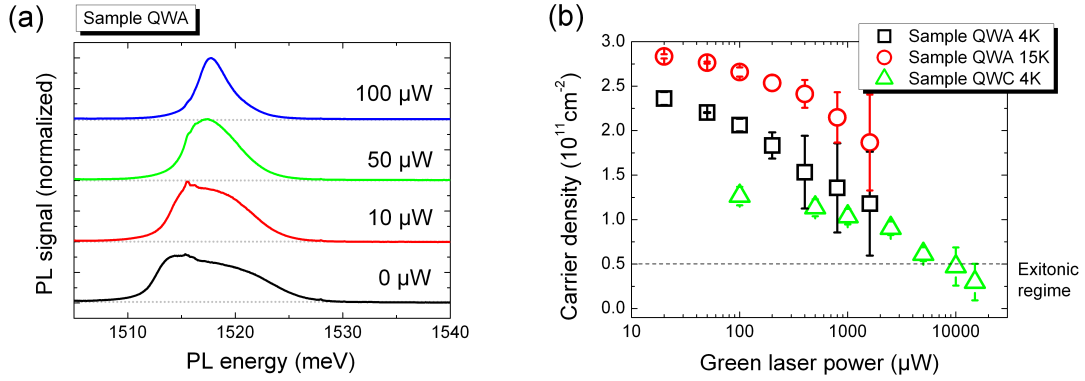 (a)
Sample QWA
PL signal (normalized)
100 µW
50 µW
10 µW
0 µW
1510 1520 1530 1540
PL energy (meV)
(b)
Sample QWA 4K
Sample QWA 15K
Sample QWC 4K
Carrier density (10¹¹cm-2)
3.0
2.5
2.0
1.5
1.0
0.5
0.0
Exitonic
regime
10 100 1000 10000
Green laser power (µW)